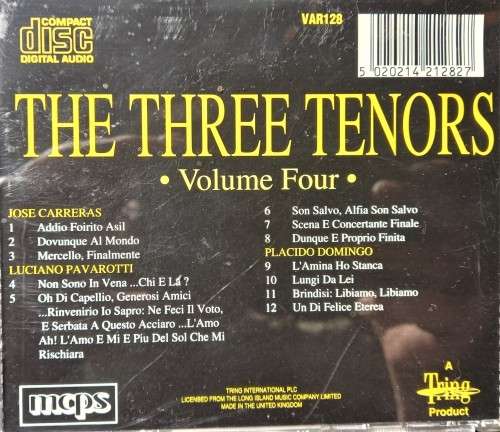 COMPACT
disc
DIGITAL AUDIO
VAR128
5 020214 212827
THE THREE TENORS
• Volume Four •
JOSE CARRERAS
1 Addio Foirito Asil
2 Dovunque Al Mondo
3 Mercello, Finalmente
LUCIANO PAVAROTTI
4 Non Sono In Vena ...Chi E Lá ?
5 Oh Di Capellio, Generosi Amici
...Rinvenirio Io Sapro: Ne Feci Il Voto,
E Serbata A Questo Acciaro ...L'Amo
Ah! L'Amo E Mi E Piu Del Sol Che Mi
Rischiara
6 Son Salvo, Alfia Son Salvo
7 Scena E Concertante Finale
8 Dunque E Proprio Finita
PLACIDO DOMINGO
9 L'Amina Ho Stanca
10 Lungi Da Lei
11 Brindisi: Libiamo, Libiamo
12 Un Di Felice Eterea
mcps
TRING INTERNATIONAL PLC
LICENSED FROM THE LONG ISLAND MUSIC COMPANY LIMITED
MADE IN THE UNITED KINGDOM
A
Tring
Product